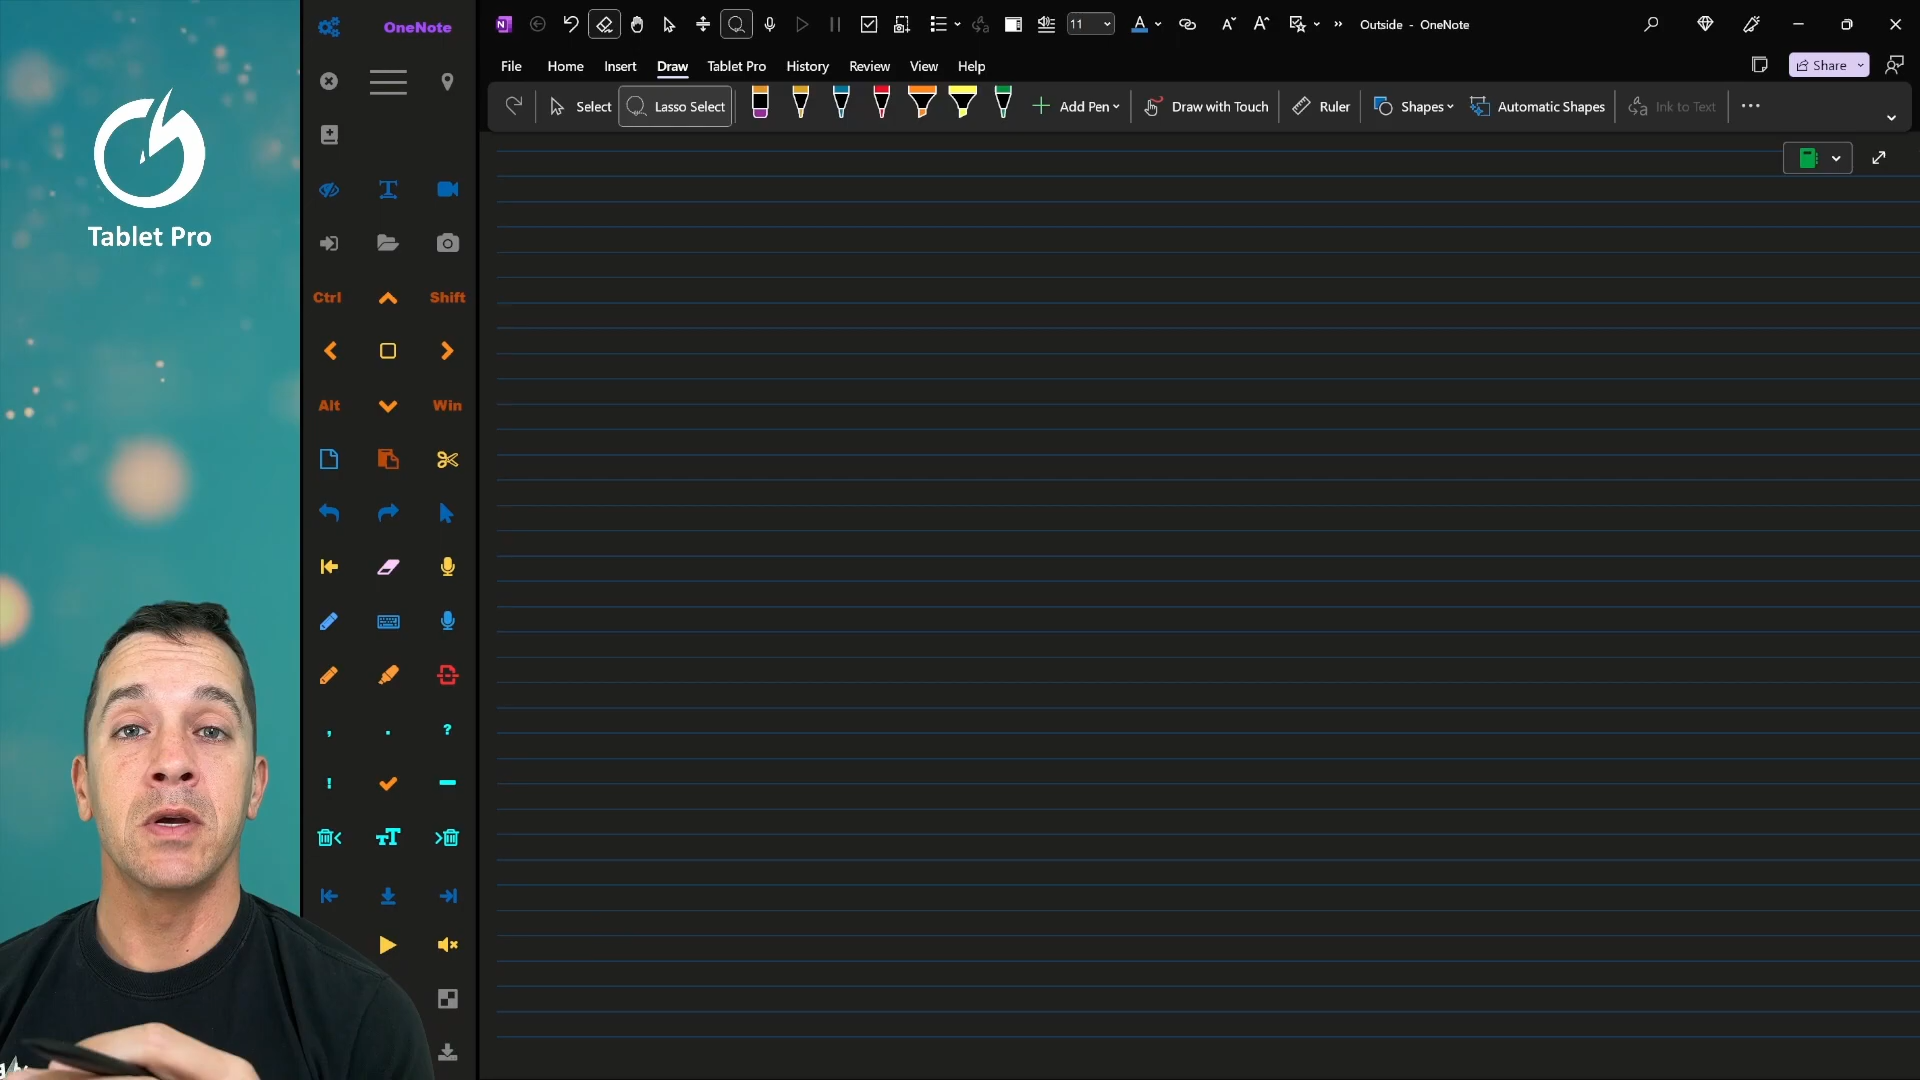 Tablet Pro
OneNote
Ctrl
Shift
Alt
Win
, . ?
!
11
Outside - OneNote
File Home Insert Draw Tablet Pro History Review View Help
Share
Select Lasso Select Add Pen Draw with Touch Ruler Shapes Automatic Shapes Ink to Text